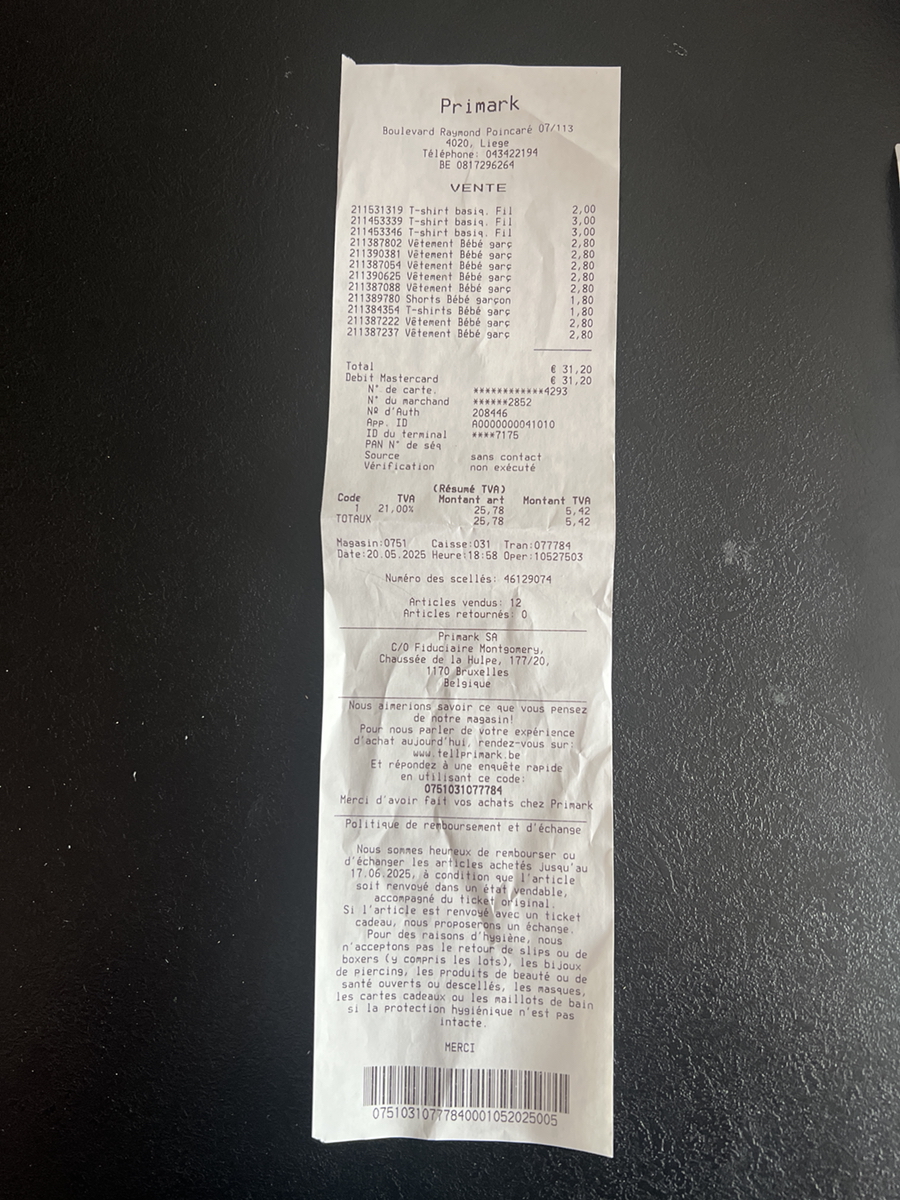 Primark
Boulevard Raymond Poincaré 07/113
4020, Liege
Téléphone: 043422194
BE 0817296264
VENTE
211531319 T-shirt basiq. Fil 2,00
211453339 T-shirt basiq. Fil 3,00
211453346 T-shirt basiq. Fil 3,00
211387802 Vêtement Bébé garç 2,80
211390381 Vêtement Bébé garç 2,80
211387054 Vêtement Bébé garç 2,80
211390625 Vêtement Bébé garç 2,80
211387088 Vêtement Bébé garç 2,80
211389780 Shorts Bébé garçon 1,80
211384354 T-shirts Bébé garç 1,80
211387222 Vêtement Bébé garç 2,80
211387237 Vêtement Bébé garç 2,80
Total € 31,20
Debit Mastercard € 31,20
N° de carte. ************4293
N° du marchand ******2852
Nº d'Auth 208446
App. ID A0000000041010
ID du terminal ****7175
PAN N° de séq
Source sans contact
Vérification non exécuté
(Résumé TVA)
Code TVA Montant art Montant TVA
1 21,00% 25,78 5,42
TOTAUX 25,78 5,42
Magasin:0751 Caisse:031 Tran:077784
Date:20.05.2025 Heure:18:58 Oper:10527503
Numéro des scellés: 46129074
Articles vendus: 12
Articles retournés: 0
Primark SA
C/O Fiduciaire Montgomery,
Chaussée de la Hulpe, 177/20,
1170 Bruxelles
Belgique
Nous aimerions savoir ce que vous pensez
de notre magasin!
Pour nous parler de votre expérience
d'achat aujourd'hui, rendez-vous sur:
www.tellprimark.be
Et répondez à une enquête rapide
en utilisant ce code:
0751031077784
Merci d'avoir fait vos achats chez Primark
Politique de remboursement et d'échange
Nous sommes heureux de rembourser ou
d'échanger les articles achetés jusqu'au
17.06.2025, à condition que l'article
soit renvoyé dans un état vendable,
accompagné du ticket original.
Si l'article est renvoyé avec un ticket
cadeau, nous proposerons un échange.
Pour des raisons d'hygiène, nous
n'acceptons pas le retour de slips ou de
boxers (y compris les lots), les bijoux
de piercing, les produits de beauté ou de
santé ouverts ou descellés, les masques,
les cartes cadeaux ou les maillots de bain
si la protection hygiénique n'est pas
intacte.
MERCI
07510310777840001052025005